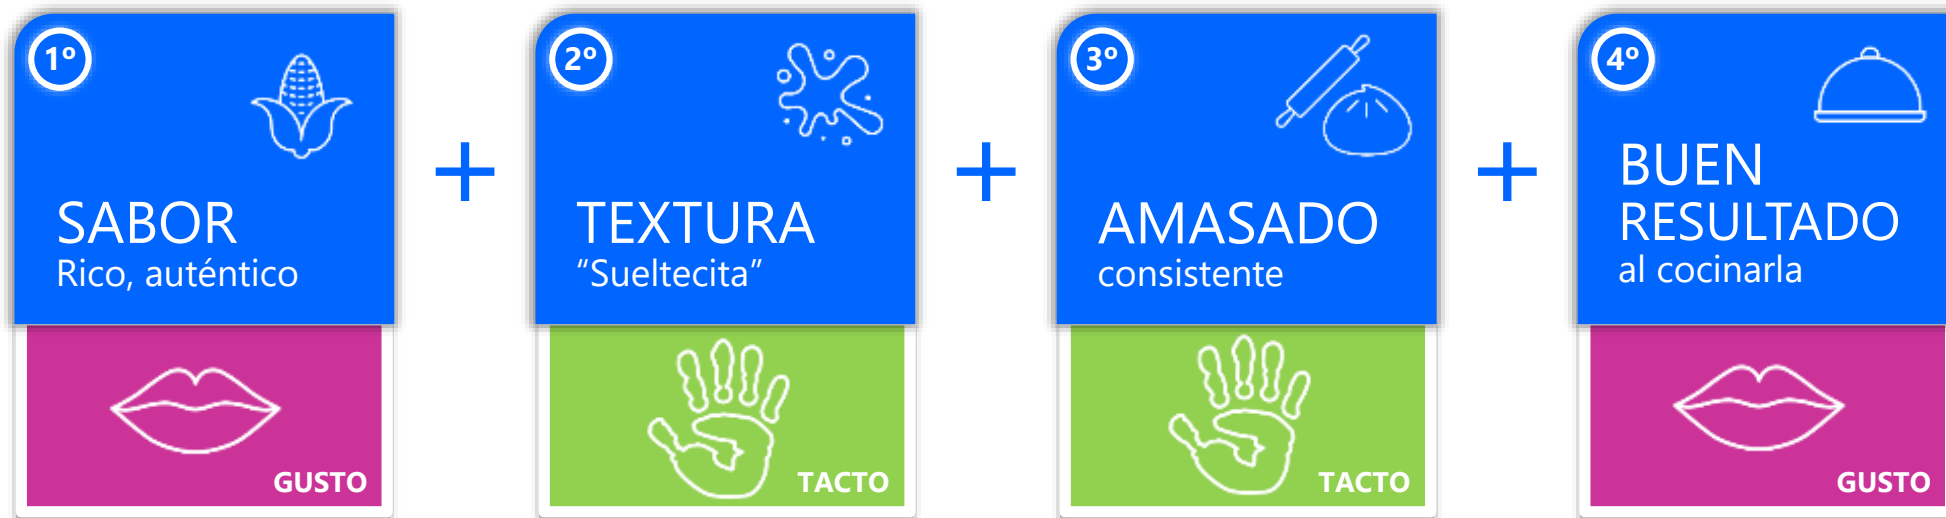 1º
SABOR
Rico, auténtico
GUSTO
+
2º
TEXTURA
“Sueltecita”
TACTO
+
3º
AMASADO
consistente
TACTO
+
4º
BUEN
RESULTADO
al cocinarla
GUSTO